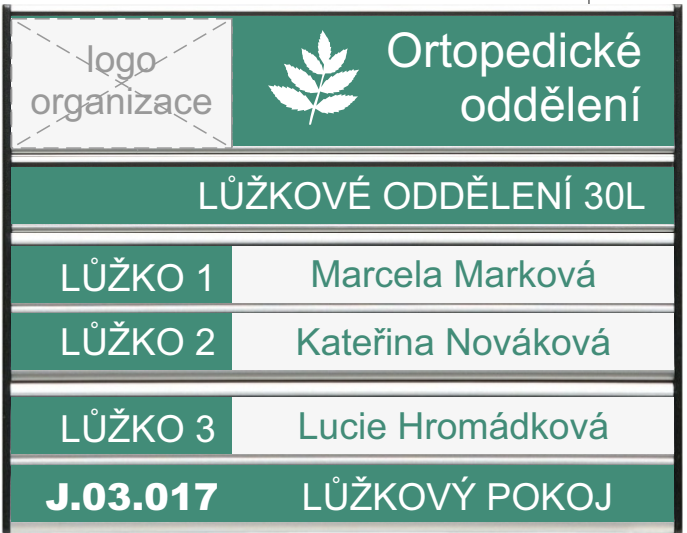 logo
organizace
Ortopedické
oddělení
LŮŽKOVÉ ODDĚLENÍ 30L
LŮŽKO 1 Marcela Marková
LŮŽKO 2 Kateřina Nováková
LŮŽKO 3 Lucie Hromádková
J.03.017 LŮŽKOVÝ POKOJ